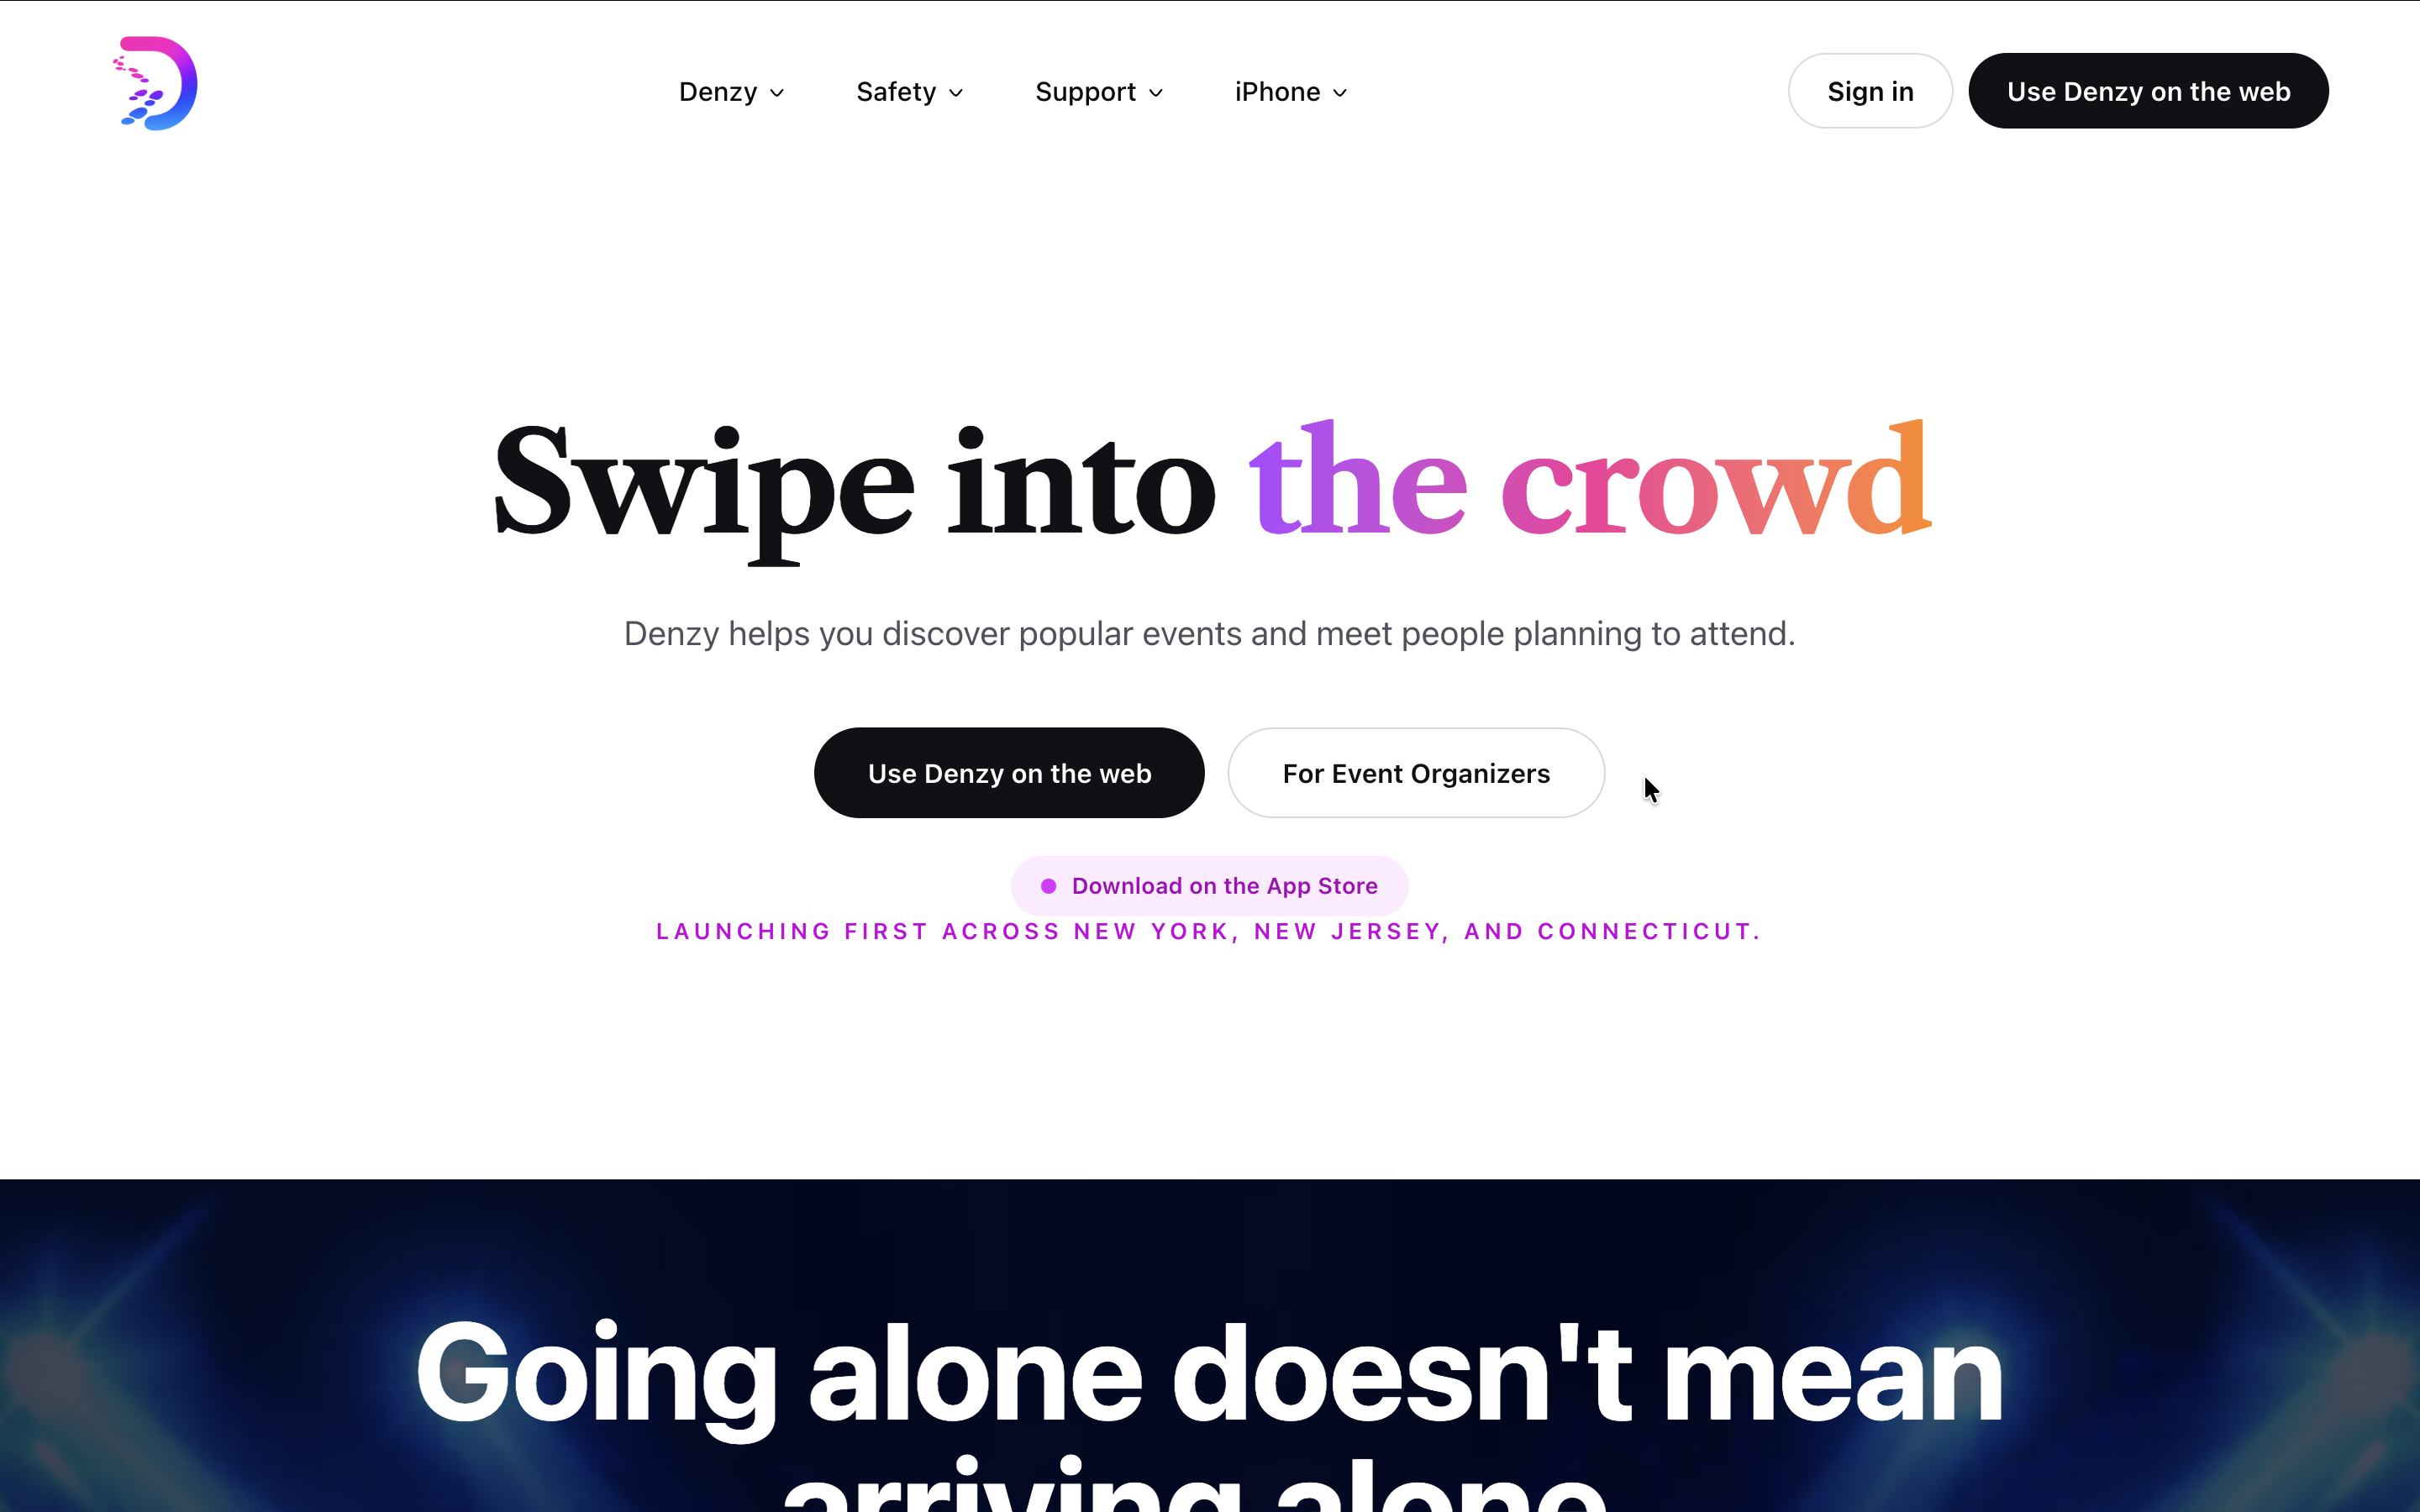 Denzy
Safety
Support
iPhone
Sign in
Use Denzy on the web
Swipe into the crowd
Denzy helps you discover popular events and meet people planning to attend.
Use Denzy on the web
For Event Organizers
Download on the App Store
LAUNCHING FIRST ACROSS NEW YORK, NEW JERSEY, AND CONNECTICUT.
Going alone doesn't mean
arriving alone